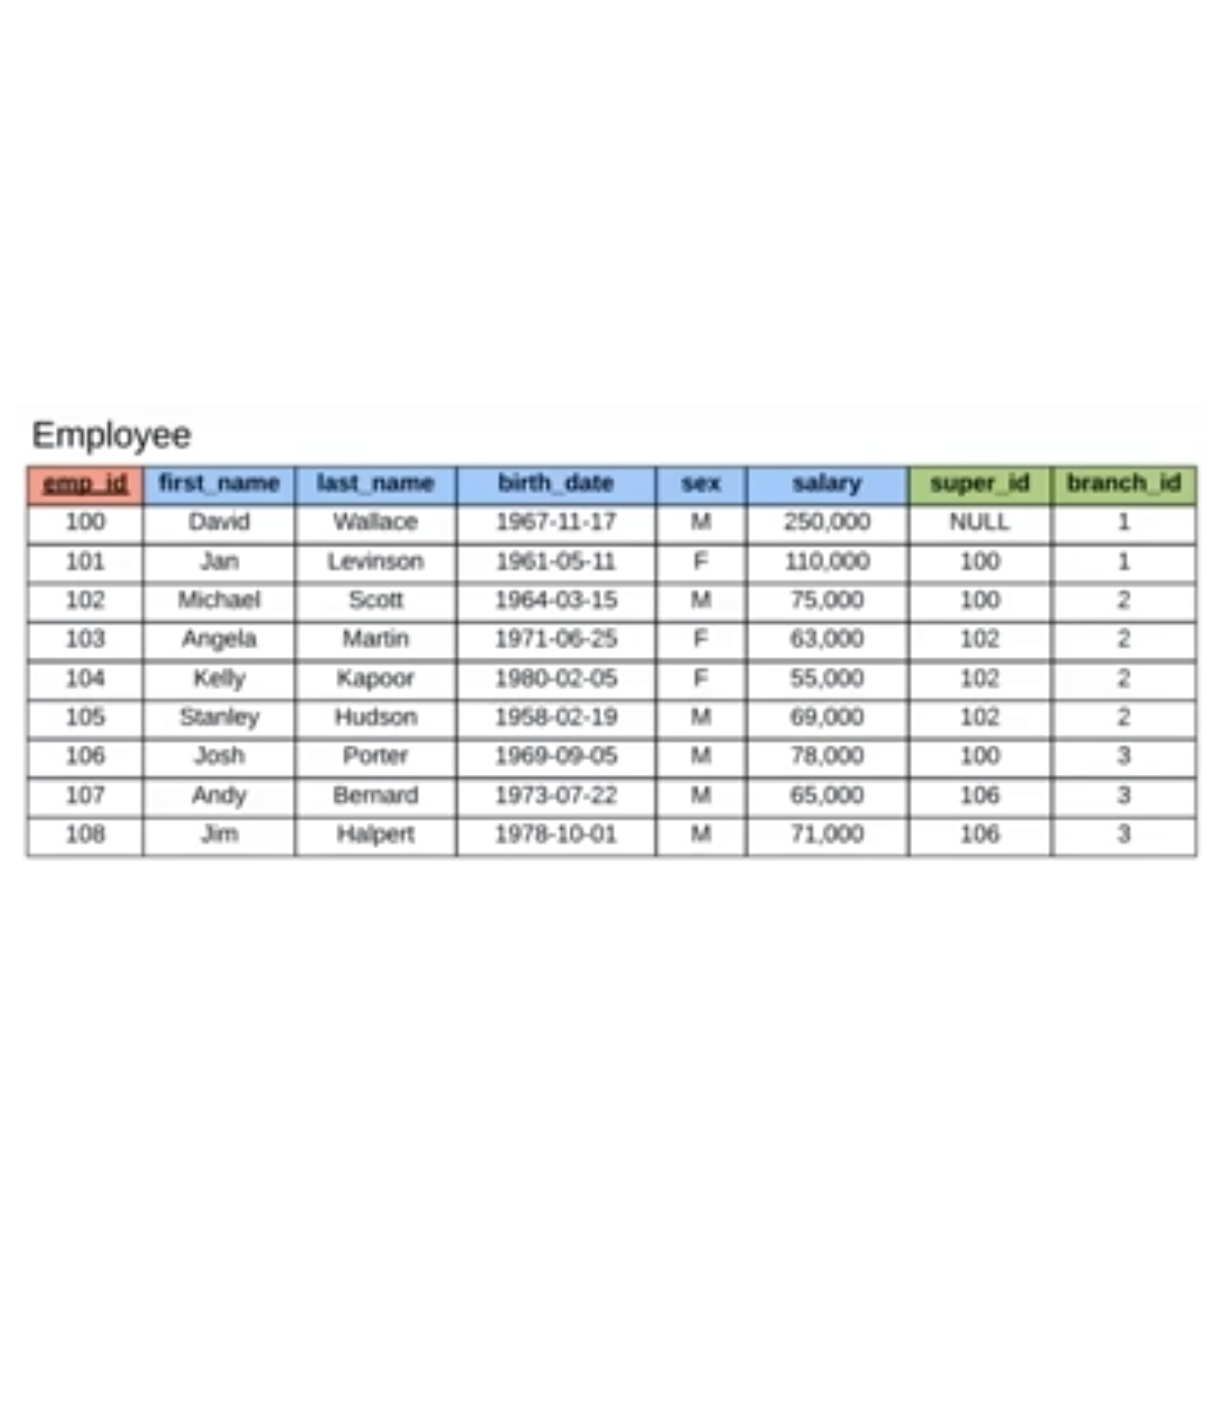 Employee
emp_id first_name last_name birth_date sex salary super_id branch_id
100 David Wallace 1967-11-17 M 250,000 NULL 1
101 Jan Levinson 1961-05-11 F 110,000 100 1
102 Michael Scott 1964-03-15 M 75,000 100 2
103 Angela Martin 1971-06-25 F 63,000 102 2
104 Kelly Kapoor 1980-02-05 F 55,000 102 2
105 Stanley Hudson 1958-02-19 M 69,000 102 2
106 Josh Porter 1969-09-05 M 78,000 100 3
107 Andy Bernard 1973-07-22 M 65,000 106 3
108 Jim Halpert 1978-10-01 M 71,000 106 3